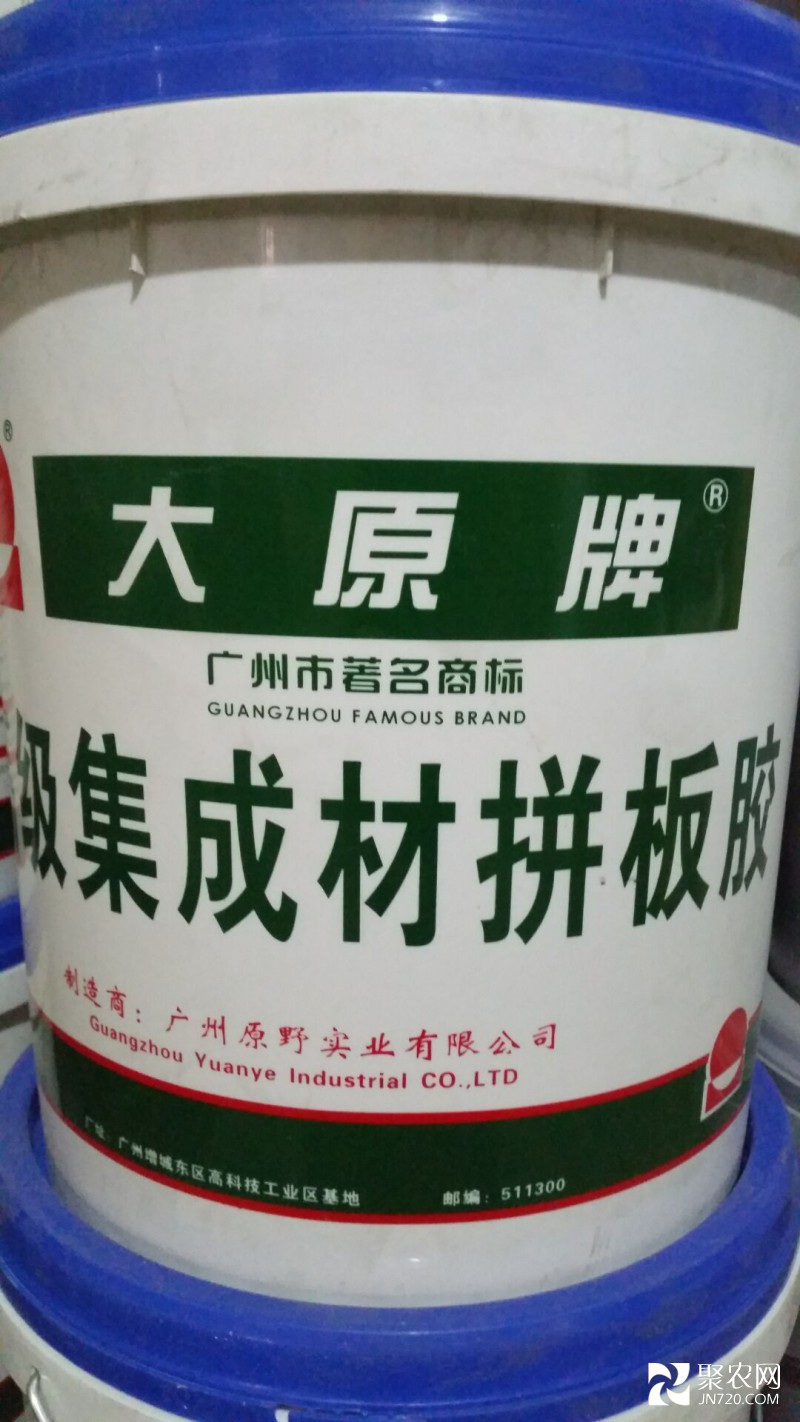 ®
大原牌®
广州市著名商标
GUANGZHOU FAMOUS BRAND
级集成材拼板胶
制造商：广州原野实业有限公司
Guangzhou Yuanye Industrial CO.,LTD
厂址：广州增城东区高科技工业区基地 邮编：511300
聚农网
JN720.COM